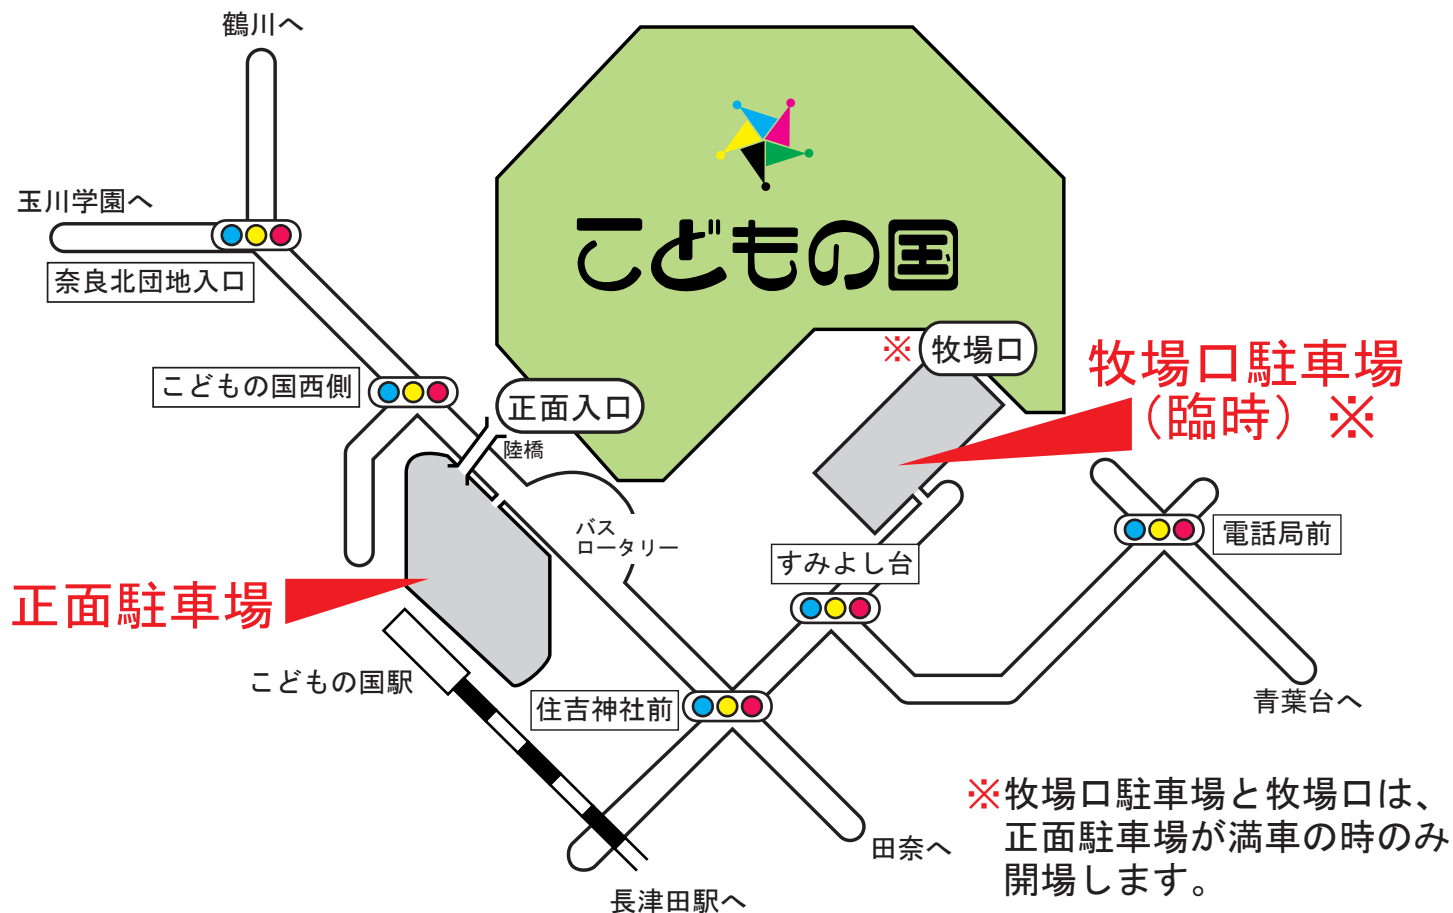 鶴川へ
玉川学園へ
奈良北団地入口
こどもの国
こどもの国西側
正面入口
陸橋
※ 牧場口
牧場口駐車場
（臨時）※
バス
ロータリー
すみよし台
電話局前
正面駐車場
こどもの国駅
住吉神社前
青葉台へ
田奈へ
長津田駅へ
※牧場口駐車場と牧場口は、
正面駐車場が満車の時のみ
開場します。